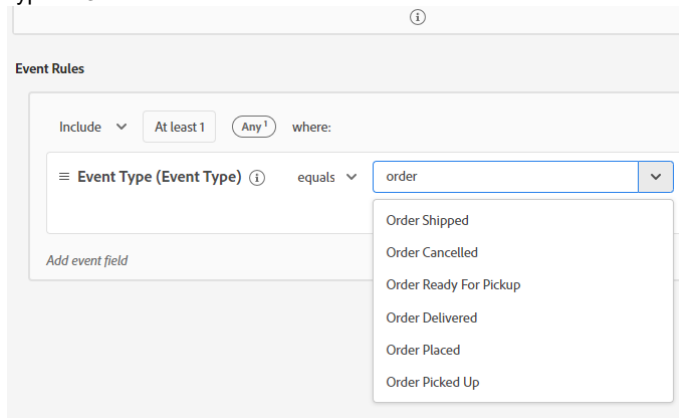 Event Rules
Include At least 1 Any 1 where:
Event Type (Event Type) equals order
Order Shipped
Order Cancelled
Add event field
Order Ready For Pickup
Order Delivered
Order Placed
Order Picked Up